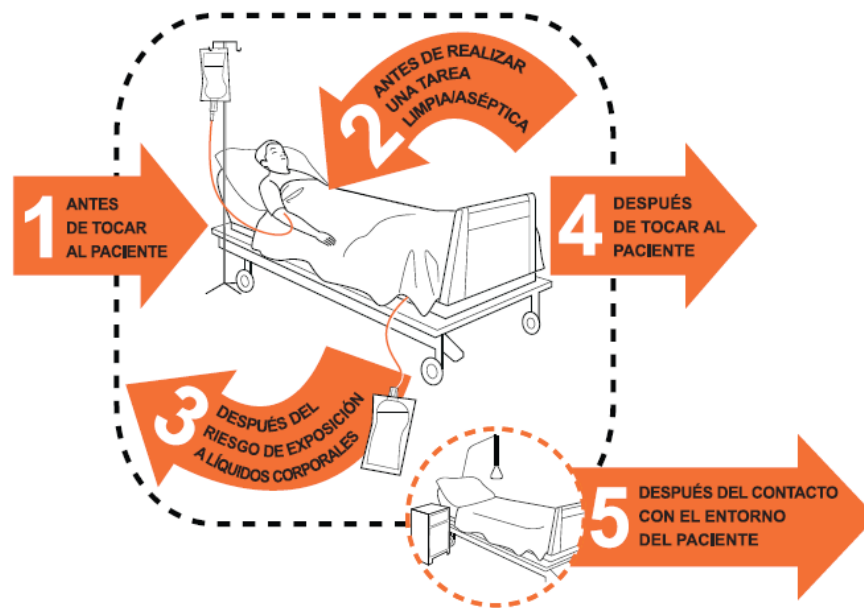 1
ANTES
DE TOCAR
AL PACIENTE
2
ANTES DE REALIZAR
UNA TAREA
LIMPIA/ASÉPTICA
3
DESPUÉS DEL
RIESGO DE EXPOSICIÓN
A LÍQUIDOS CORPORALES
4
DESPUÉS
DE TOCAR AL
PACIENTE
5
DESPUÉS DEL CONTACTO
CON EL ENTORNO
DEL PACIENTE